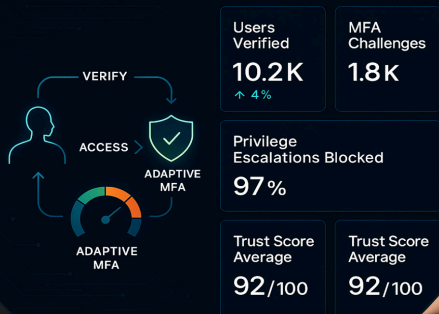 VERIFY
ACCESS
ADAPTIVE
MFA
ADAPTIVE
MFA
Users
Verified
10.2K
↑ 4%
MFA
Challenges
1.8K
Privilege
Escalations Blocked
97%
Trust Score
Average
92/100
Trust Score
Average
92/100